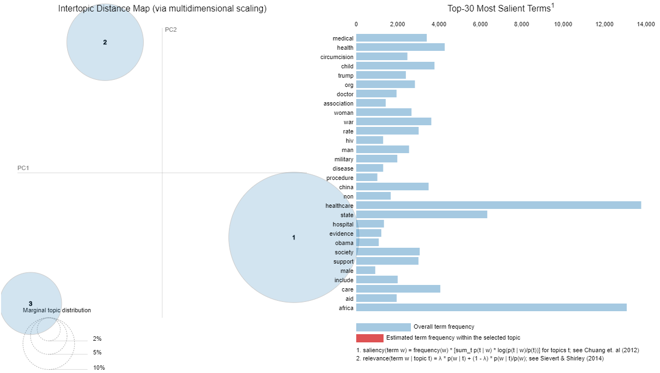 Intertopic Distance Map (via multidimensional scaling)
PC2
PC1
2
1
3
Marginal topic distribution
2%
5%
10%
Top-30 Most Salient Terms1
0 2,000 4,000 6,000 8,000 10,000 12,000 14,000
medical
health
circumcision
child
trump
org
doctor
association
woman
war
rate
hiv
man
military
disease
procedure
china
non
healthcare
state
hospital
evidence
obama
society
support
male
include
care
aid
africa
Overall term frequency
Estimated term frequency within the selected topic
1. saliency(term w) = frequency(w) * [sum_t p(t | w) * log(p(t | w)/p(t))] for topics t; see Chuang et. al (2012)
2. relevance(term w | topic t) = λ * p(w | t) + (1 - λ) * p(w | t)/p(w); see Sievert & Shirley (2014)